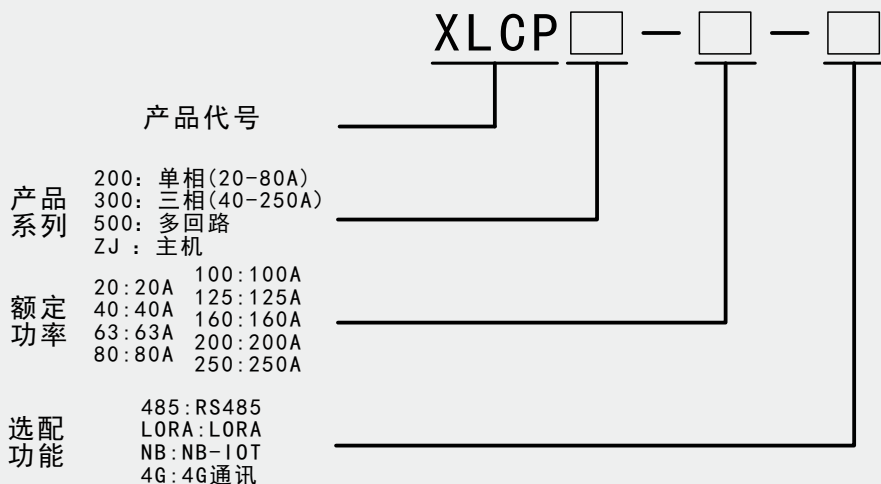 XLCP□-□-□
产品代号
产品
系列
200: 单相(20-80A)
300: 三相(40-250A)
500: 多回路
ZJ : 主机
额定
功率
20:20A
40:40A
63:63A
80:80A
100:100A
125:125A
160:160A
200:200A
250:250A
选配
功能
485:RS485
LORA:LORA
NB:NB-IOT
4G:4G通讯